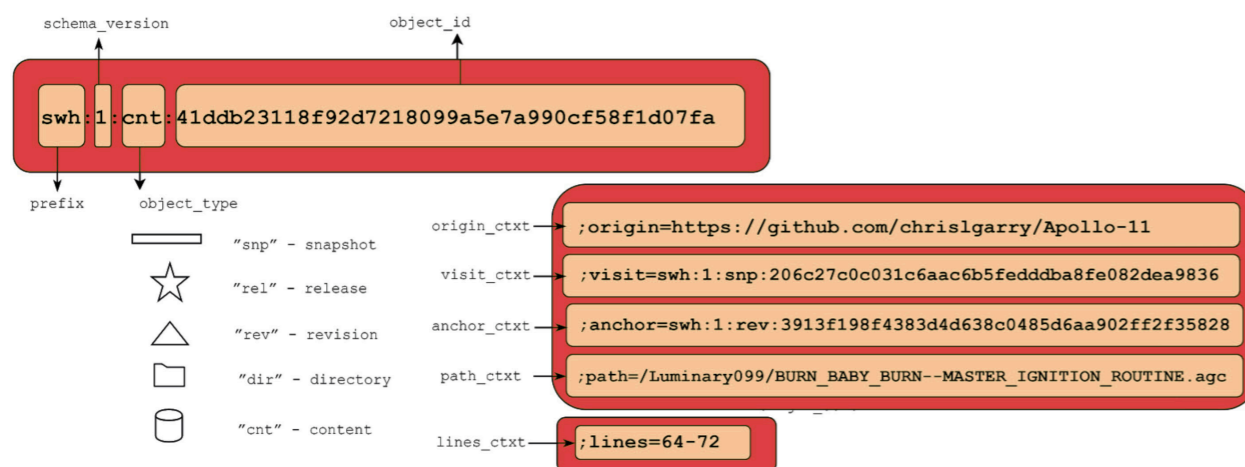 schema_version
object_id
swh:1:cnt:41ddb23118f92d7218099a5e7a990cf58f1d07fa
prefix
object_type
"snp" - snapshot
"rel" - release
"rev" - revision
"dir" - directory
"cnt" - content
origin_ctxt
;origin=https://github.com/chrislgarry/Apollo-11
visit_ctxt
;visit=swh:1:snp:206c27c0c031c6aac6b5fedddba8fe082dea9836
anchor_ctxt
;anchor=swh:1:rev:3913f198f4383d4d638c0485d6aa902ff2f35828
path_ctxt
;path=/Luminary099/BURN_BABY_BURN--MASTER_IGNITION_ROUTINE.agc
lines_ctxt
;lines=64-72